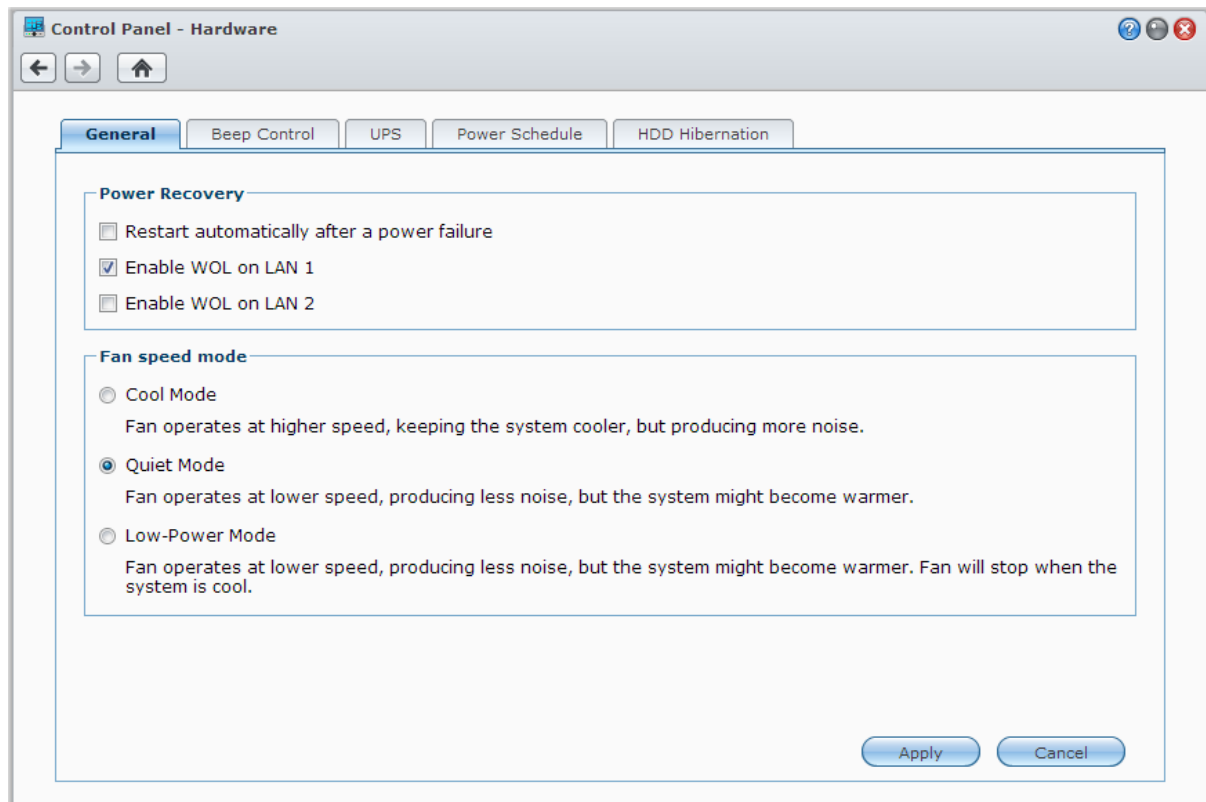 Control Panel - Hardware
General
Beep Control
UPS
Power Schedule
HDD Hibernation
Power Recovery
Restart automatically after a power failure
Enable WOL on LAN 1
Enable WOL on LAN 2
Fan speed mode
Cool Mode
Fan operates at higher speed, keeping the system cooler, but producing more noise.
Quiet Mode
Fan operates at lower speed, producing less noise, but the system might become warmer.
Low-Power Mode
Fan operates at lower speed, producing less noise, but the system might become warmer. Fan will stop when the
system is cool.
Apply
Cancel